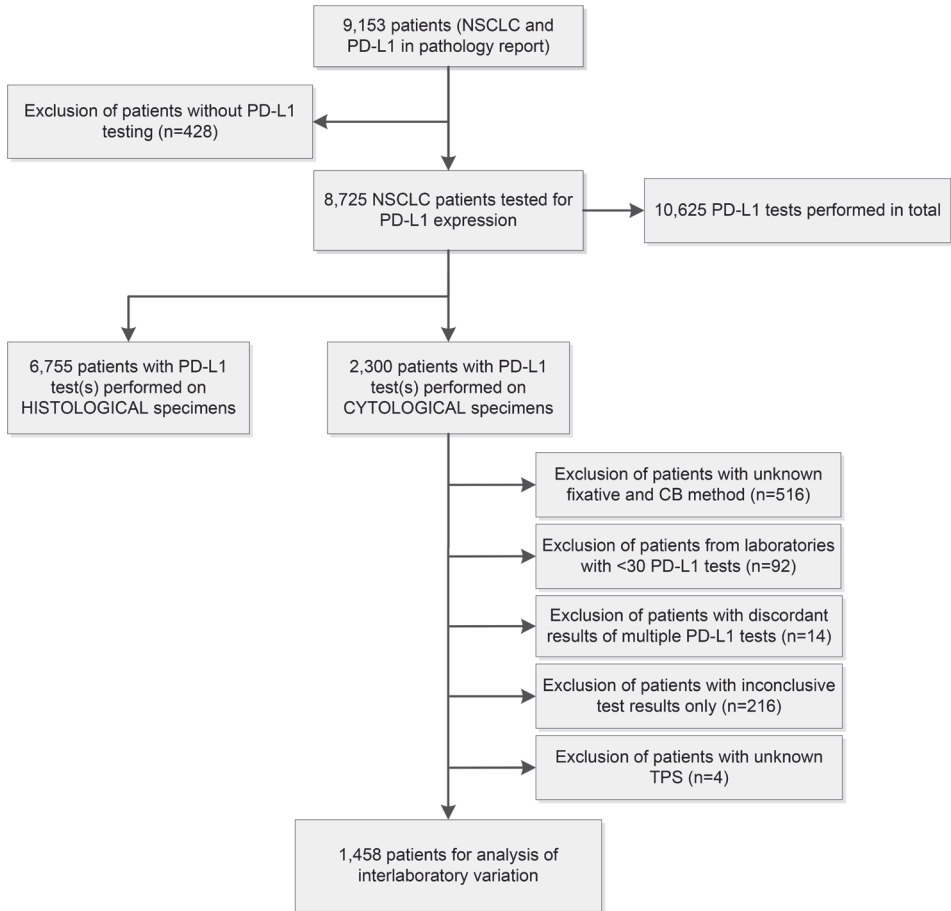 9,153 patients (NSCLC and
PD-L1 in pathology report)
Exclusion of patients without PD-L1
testing (n=428)
8,725 NSCLC patients tested for
PD-L1 expression
10,625 PD-L1 tests performed in total
6,755 patients with PD-L1
test(s) performed on
HISTOLOGICAL specimens
2,300 patients with PD-L1
test(s) performed on
CYTOLOGICAL specimens
Exclusion of patients with unknown
fixative and CB method (n=516)
Exclusion of patients from laboratories
with <30 PD-L1 tests (n=92)
Exclusion of patients with discordant
results of multiple PD-L1 tests (n=14)
Exclusion of patients with inconclusive
test results only (n=216)
Exclusion of patients with unknown
TPS (n=4)
1,458 patients for analysis of
interlaboratory variation